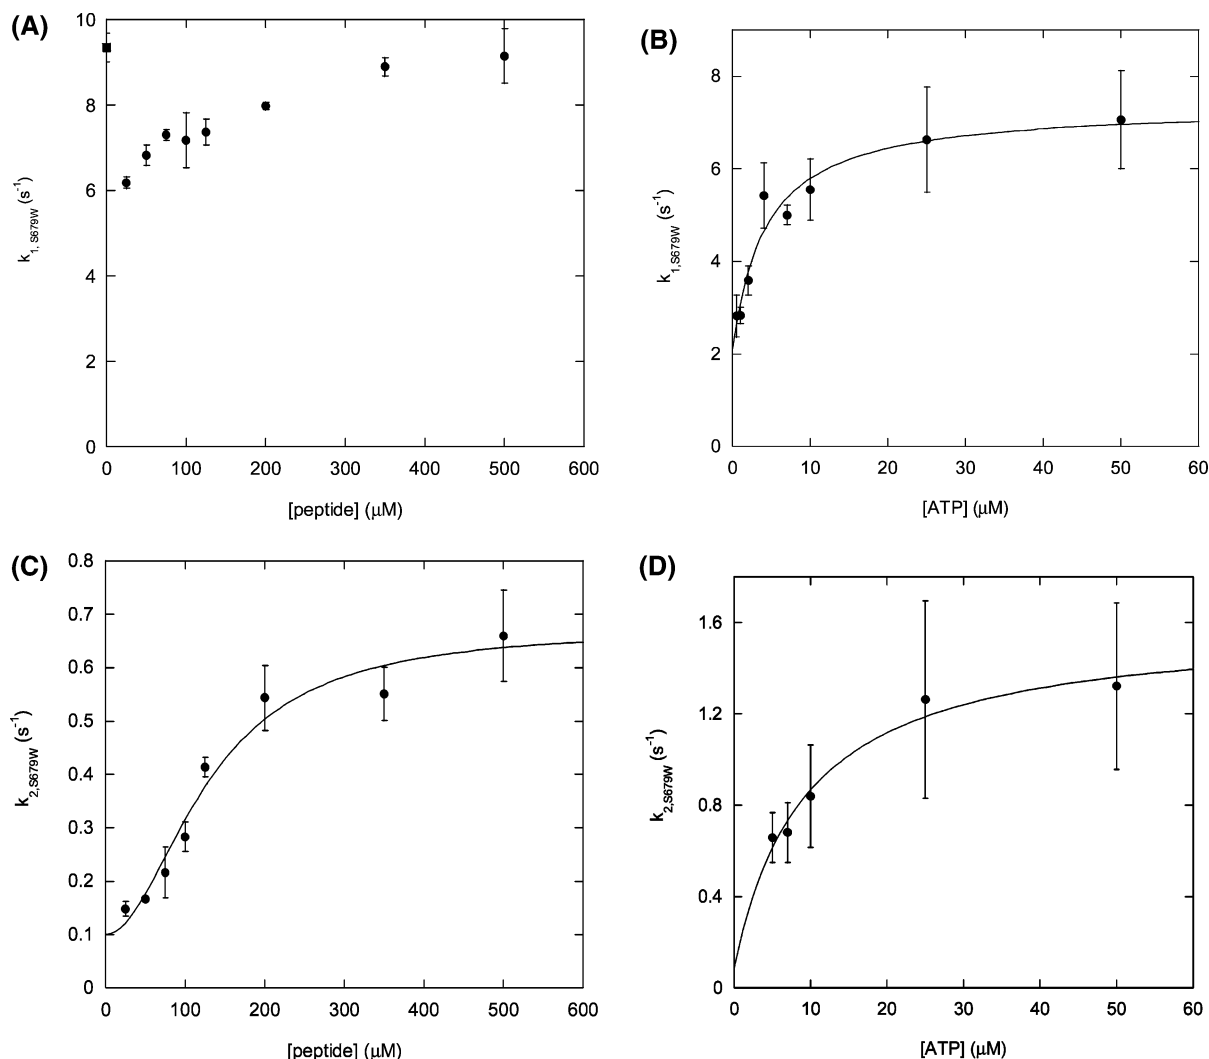 (A)
10
8
6
4
2
0
k1, S679W (s-1)
0 100 200 300 400 500 600
[peptide] (μM)
(B)
8
6
4
2
0
k1,S679W (s-1)
0 10 20 30 40 50 60
[ATP] (μM)
(C)
0.8
0.7
0.6
0.5
0.4
0.3
0.2
0.1
0
k2,S679W (s-1)
0 100 200 300 400 500 600
[peptide] (μM)
(D)
1.6
1.2
0.8
0.4
0
k2,S679W (s-1)
0 10 20 30 40 50 60
[ATP] (μM)